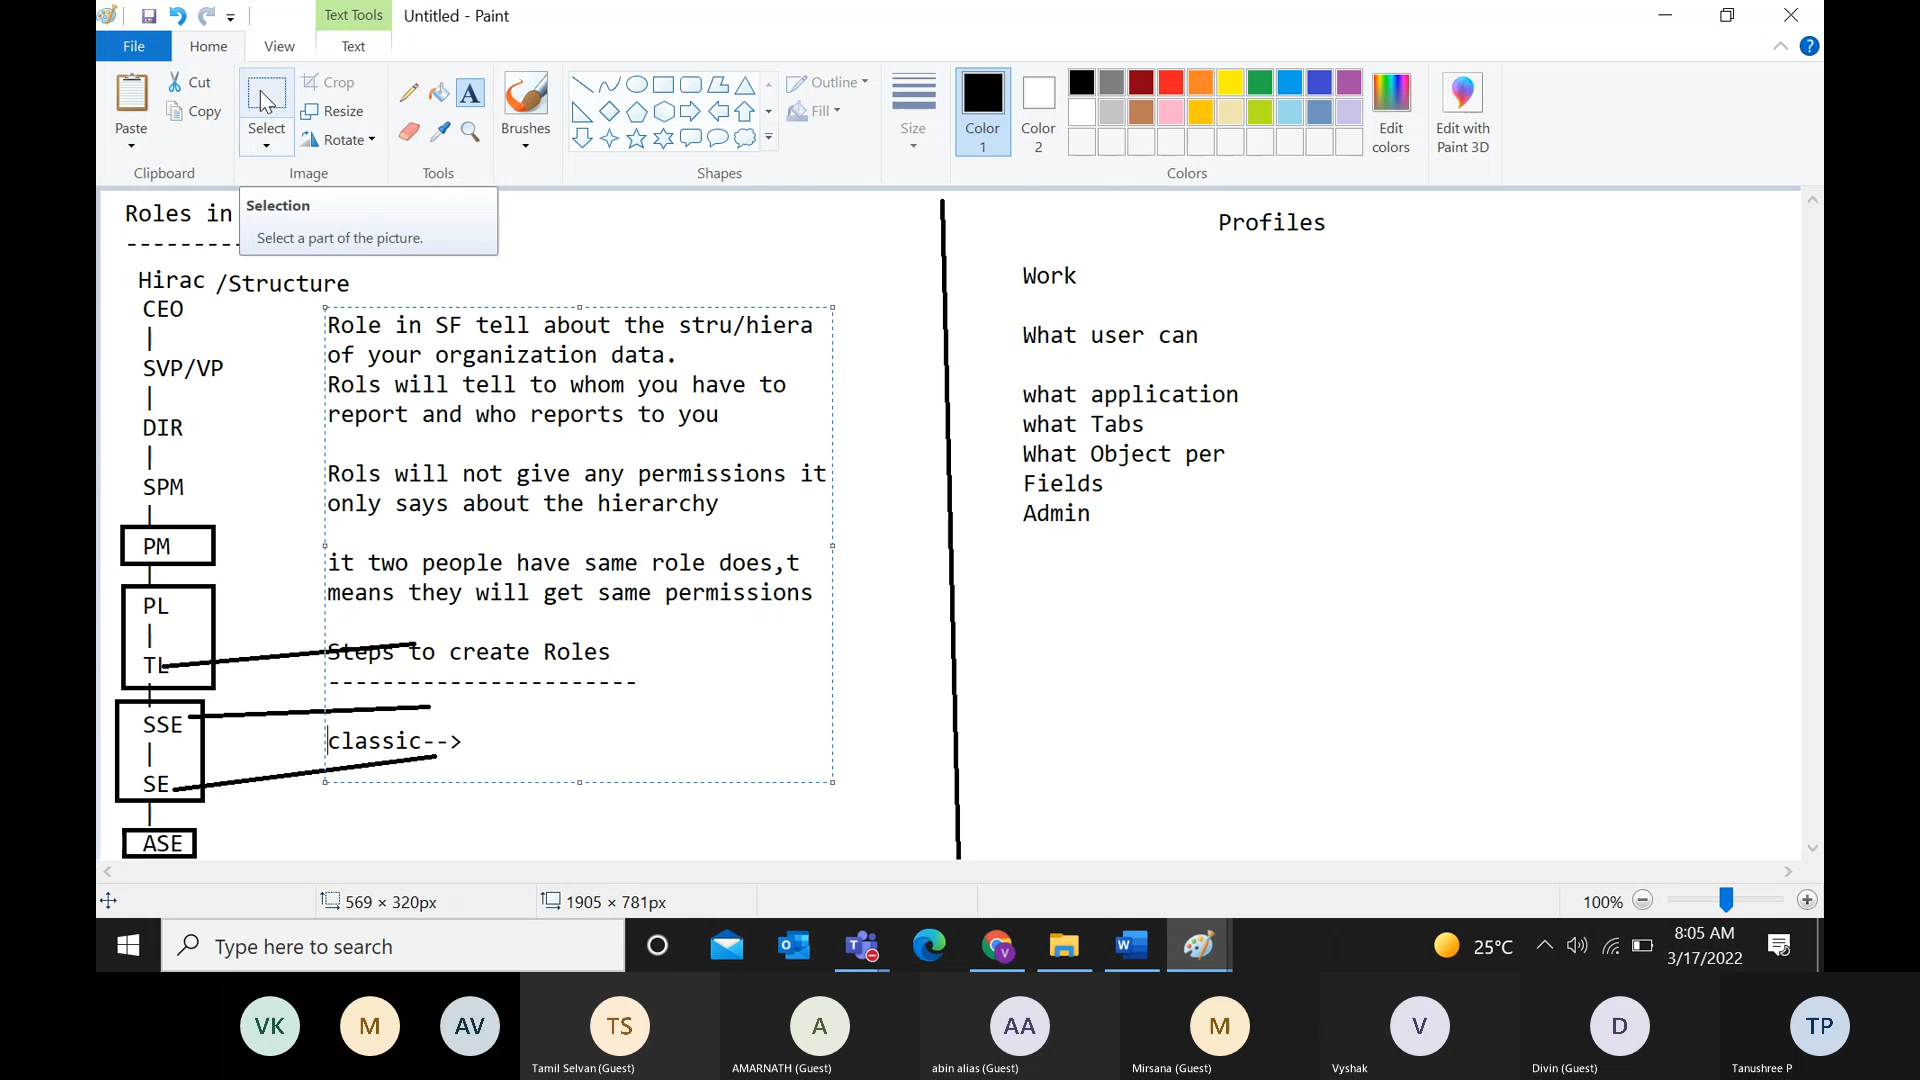 Text Tools
Untitled - Paint
File
Home
View
Text
Paste
Cut
Copy
Select
Crop
Resize
Rotate
Brushes
Outline
Fill
Size
Color 1
Color 2
Edit colors
Edit with Paint 3D
Clipboard
Image
Tools
Shapes
Colors
Selection
Select a part of the picture.
Roles in
--------
Hirac /Structure
CEO
|
SVP/VP
|
DIR
|
SPM
|
PM
|
PL
|
TL
|
SSE
|
SE
|
ASE
Role in SF tell about the stru/hiera
of your organization data.
Rols will tell to whom you have to
report and who reports to you
Rols will not give any permissions it
only says about the hierarchy
it two people have same role does,t
means they will get same permissions
Steps to create Roles
-----------------------
classic-->
Profiles
Work
What user can
what application
what Tabs
What Object per
Fields
Admin
569 × 320px
1905 × 781px
100%
Type here to search
25°C
8:05 AM
3/17/2022
VK
M
AV
TS
Tamil Selvan (Guest)
A
AMARNATH (Guest)
AA
abin alias (Guest)
M
Mirsana (Guest)
V
Vyshak
D
Divin (Guest)
TP
Tanushree P